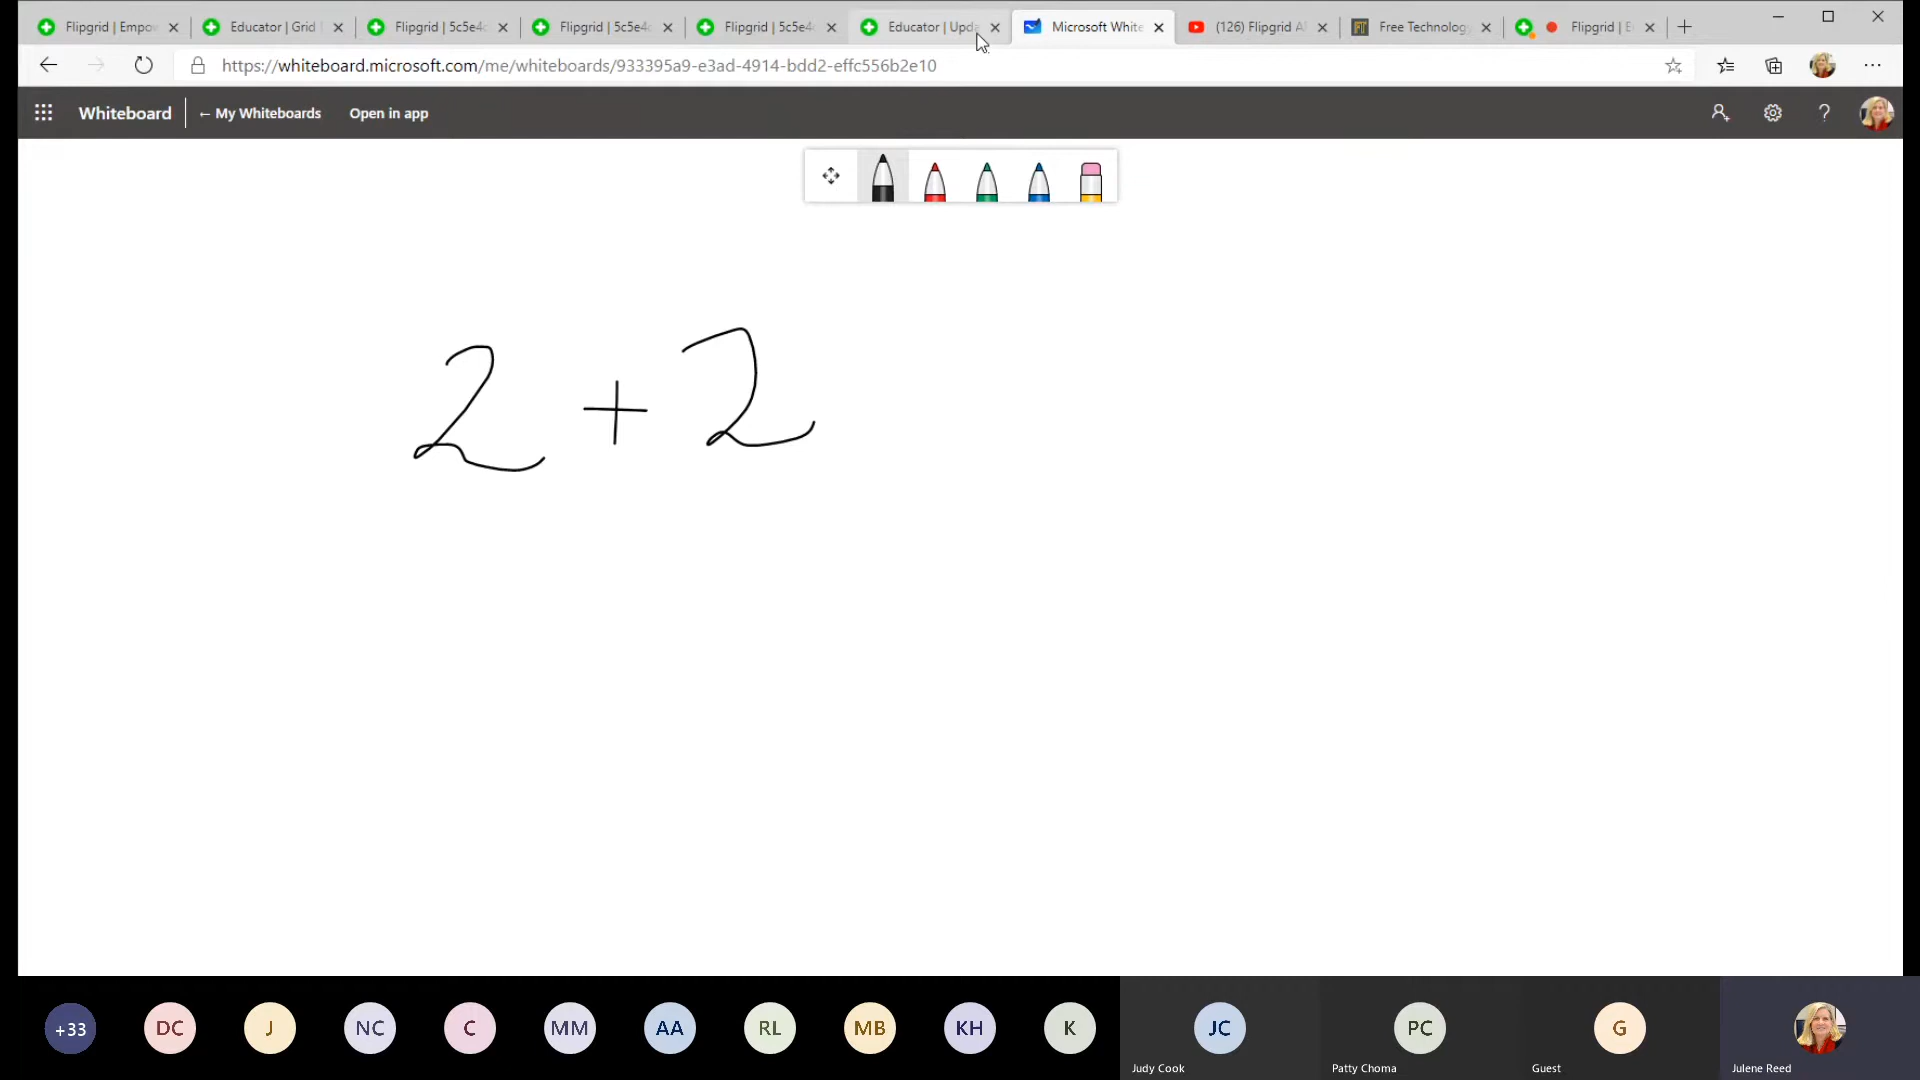 Flipgrid | Empo
Educator | Grid
Flipgrid | 5c5e4
Flipgrid | 5c5e4
Flipgrid | 5c5e4
Educator | Upda
Microsoft White
(126) Flipgrid A
Free Technology
Flipgrid | E
https://whiteboard.microsoft.com/me/whiteboards/933395a9-e3ad-4914-bdd2-effc556b2e10
Whiteboard
← My Whiteboards
Open in app
?
2 + 2
+33
DC
J
NC
C
MM
AA
RL
MB
KH
K
JC
PC
G
Judy Cook
Patty Choma
Guest
Julene Reed